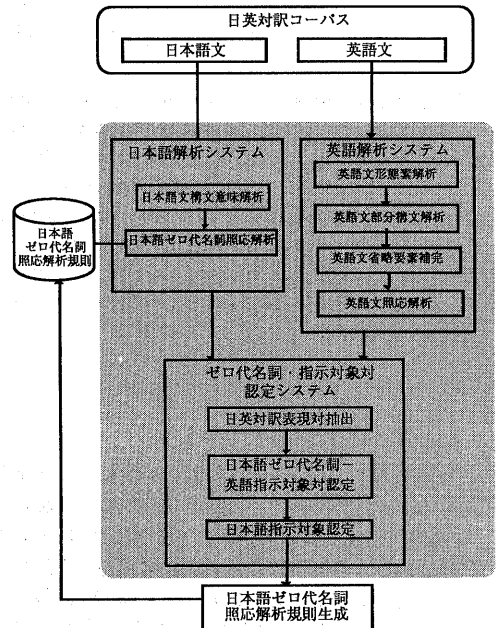 日英対訳コーパス
日本語文
英語文
日本語解析システム
日本語文構文意味解析
日本語ゼロ代名詞照応解析
英語解析システム
英語文形態素解析
英語文部分構文解析
英語文省略要素補完
英語文照応解析
日本語
ゼロ代名詞
照応解析規則
ゼロ代名詞・指示対象対
認定システム
日英対訳表現対抽出
日本語ゼロ代名詞－
英語指示対象対認定
日本語指示対象認定
日本語ゼロ代名詞
照応解析規則生成